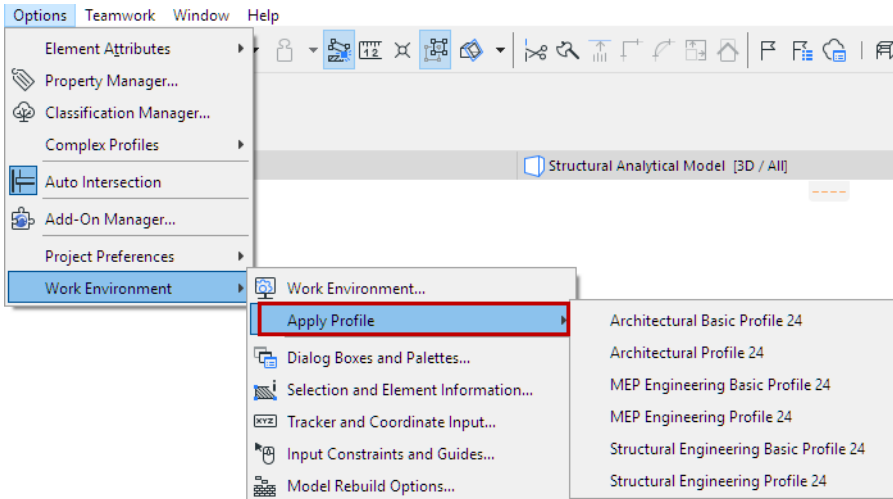 Options Teamwork Window Help
Element Attributes
12
Property Manager...
Classification Manager...
Complex Profiles
Structural Analytical Model [3D / All]
Auto Intersection
Add-On Manager...
Project Preferences
Work Environment
Work Environment...
Apply Profile
Architectural Basic Profile 24
Architectural Profile 24
Dialog Boxes and Palettes...
MEP Engineering Basic Profile 24
Selection and Element Information...
MEP Engineering Profile 24
XYZ Tracker and Coordinate Input...
Structural Engineering Basic Profile 24
Input Constraints and Guides...
Structural Engineering Profile 24
Model Rebuild Options...